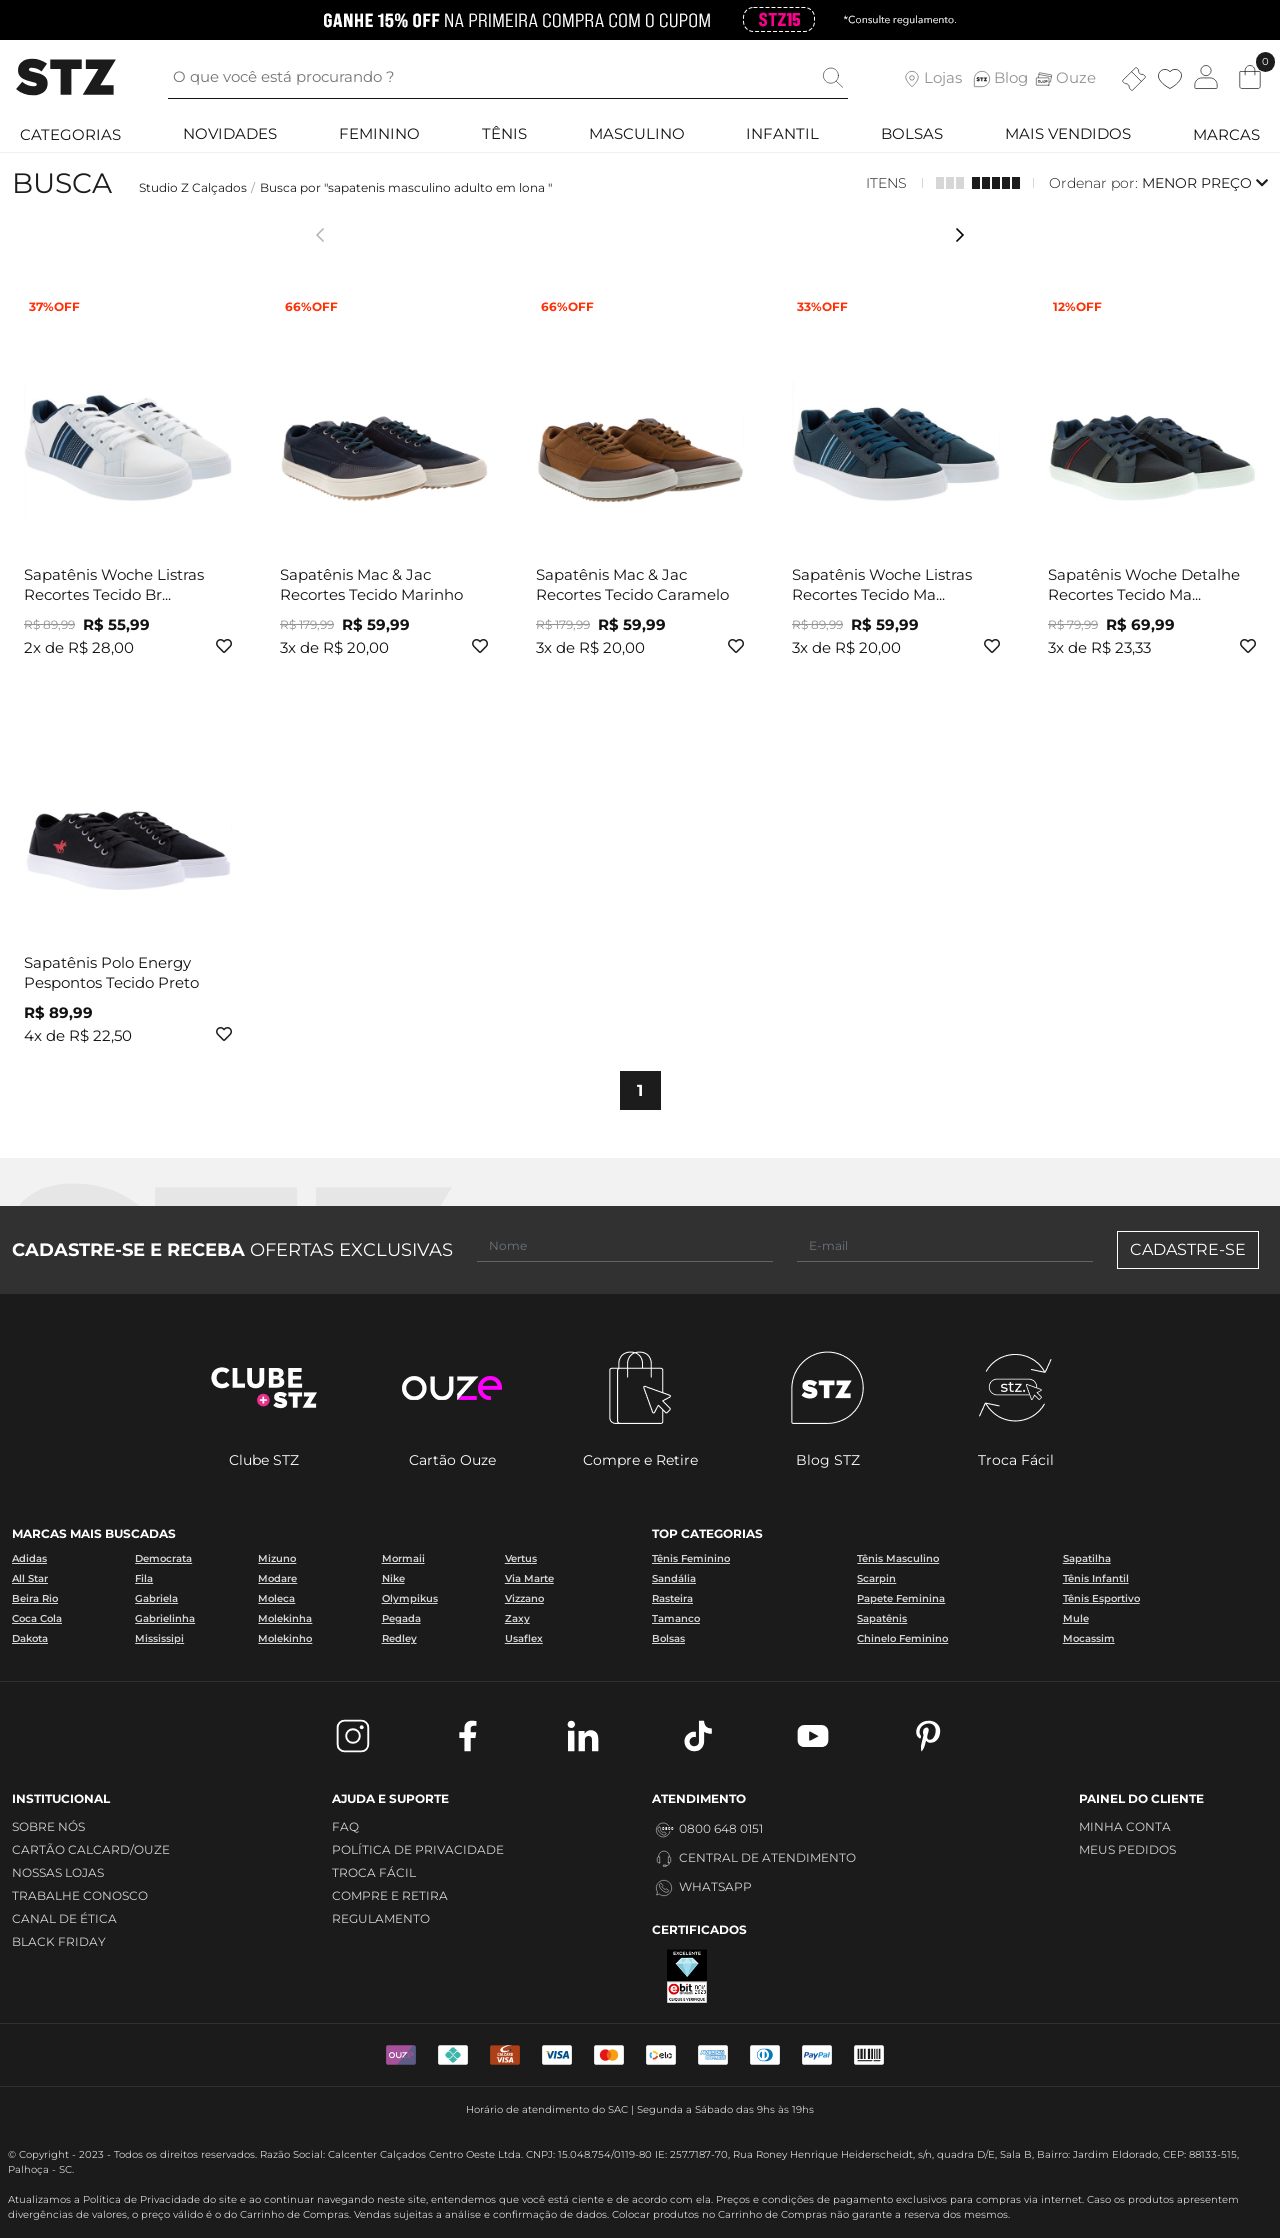 GANHE 15% OFF NA PRIMEIRA COMPRA COM O CUPOM STZ15 *Consulte regulamento.
STZ
O que você está procurando ?
Lojas
STZ
Blog
Ouze
0
CATEGORIAS
NOVIDADES
FEMININO
TÊNIS
MASCULINO
INFANTIL
BOLSAS
MAIS VENDIDOS
MARCAS
BUSCA
Studio Z Calçados / Busca por "sapatenis masculino adulto em lona "
ITENS
Ordenar por: MENOR PREÇO
37%OFF
66%OFF
66%OFF
33%OFF
12%OFF
Sapatênis Woche Listras
Recortes Tecido Br...
R$ 89,99 R$ 55,99
2x de R$ 28,00
Sapatênis Mac & Jac
Recortes Tecido Marinho
R$ 179,99 R$ 59,99
3x de R$ 20,00
Sapatênis Mac & Jac
Recortes Tecido Caramelo
R$ 179,99 R$ 59,99
3x de R$ 20,00
Sapatênis Woche Listras
Recortes Tecido Ma...
R$ 89,99 R$ 59,99
3x de R$ 20,00
Sapatênis Woche Detalhe
Recortes Tecido Ma...
R$ 79,99 R$ 69,99
3x de R$ 23,33
Sapatênis Polo Energy
Pespontos Tecido Preto
R$ 89,99
4x de R$ 22,50
1
CADASTRE-SE E RECEBA OFERTAS EXCLUSIVAS
Nome
E-mail
CADASTRE-SE
CLUBE
+STZ
ouze
STZ
stz.
Clube STZ
Cartão Ouze
Compre e Retire
Blog STZ
Troca Fácil
MARCAS MAIS BUSCADAS
Adidas
All Star
Beira Rio
Coca Cola
Dakota
Democrata
Fila
Gabriela
Gabrielinha
Mississipi
Mizuno
Modare
Moleca
Molekinha
Molekinho
Mormaii
Nike
Olympikus
Pegada
Redley
Vertus
Via Marte
Vizzano
Zaxy
Usaflex
TOP CATEGORIAS
Tênis Feminino
Sandália
Rasteira
Tamanco
Bolsas
Tênis Masculino
Scarpin
Papete Feminina
Sapatênis
Chinelo Feminino
Sapatilha
Tênis Infantil
Tênis Esportivo
Mule
Mocassim
INSTITUCIONAL
SOBRE NÓS
CARTÃO CALCARD/OUZE
NOSSAS LOJAS
TRABALHE CONOSCO
CANAL DE ÉTICA
BLACK FRIDAY
AJUDA E SUPORTE
FAQ
POLÍTICA DE PRIVACIDADE
TROCA FÁCIL
COMPRE E RETIRA
REGULAMENTO
ATENDIMENTO
0800 648 0151
CENTRAL DE ATENDIMENTO
WHATSAPP
CERTIFICADOS
EXCELENTE
ebit
nov/
2023
CLIQUE E VERIFIQUE
PAINEL DO CLIENTE
MINHA CONTA
MEUS PEDIDOS
OUZ
CALCARD
VISA
VISA
elo
AMERICAN EXPRESS
PayPal
Horário de atendimento do SAC | Segunda a Sábado das 9hs às 19hs
© Copyright - 2023 - Todos os direitos reservados. Razão Social: Calcenter Calçados Centro Oeste Ltda. CNPJ: 15.048.754/0119-80 IE: 257.7187-70, Rua Roney Henrique Heiderscheidt, s/n, quadra D/E, Sala B, Bairro: Jardim Eldorado, CEP: 88133-515,
Palhoça - SC.
Atualizamos a Política de Privacidade do site e ao continuar navegando neste site, entendemos que você está ciente e de acordo com ela. Preços e condições de pagamento exclusivos para compras via internet. Caso os produtos apresentem
divergências de valores, o preço válido é o do Carrinho de Compras. Vendas sujeitas a análise e confirmação de dados. Colocar produtos no Carrinho de Compras não garante a reserva dos mesmos.